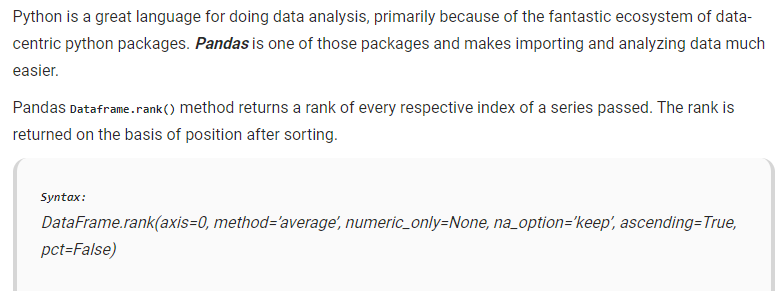 Python is a great language for doing data analysis, primarily because of the fantastic ecosystem of data-
centric python packages. Pandas is one of those packages and makes importing and analyzing data much
easier.
Pandas Dataframe.rank() method returns a rank of every respective index of a series passed. The rank is
returned on the basis of position after sorting.
Syntax:
DataFrame.rank(axis=0, method=’average’, numeric_only=None, na_option=’keep’, ascending=True,
pct=False)